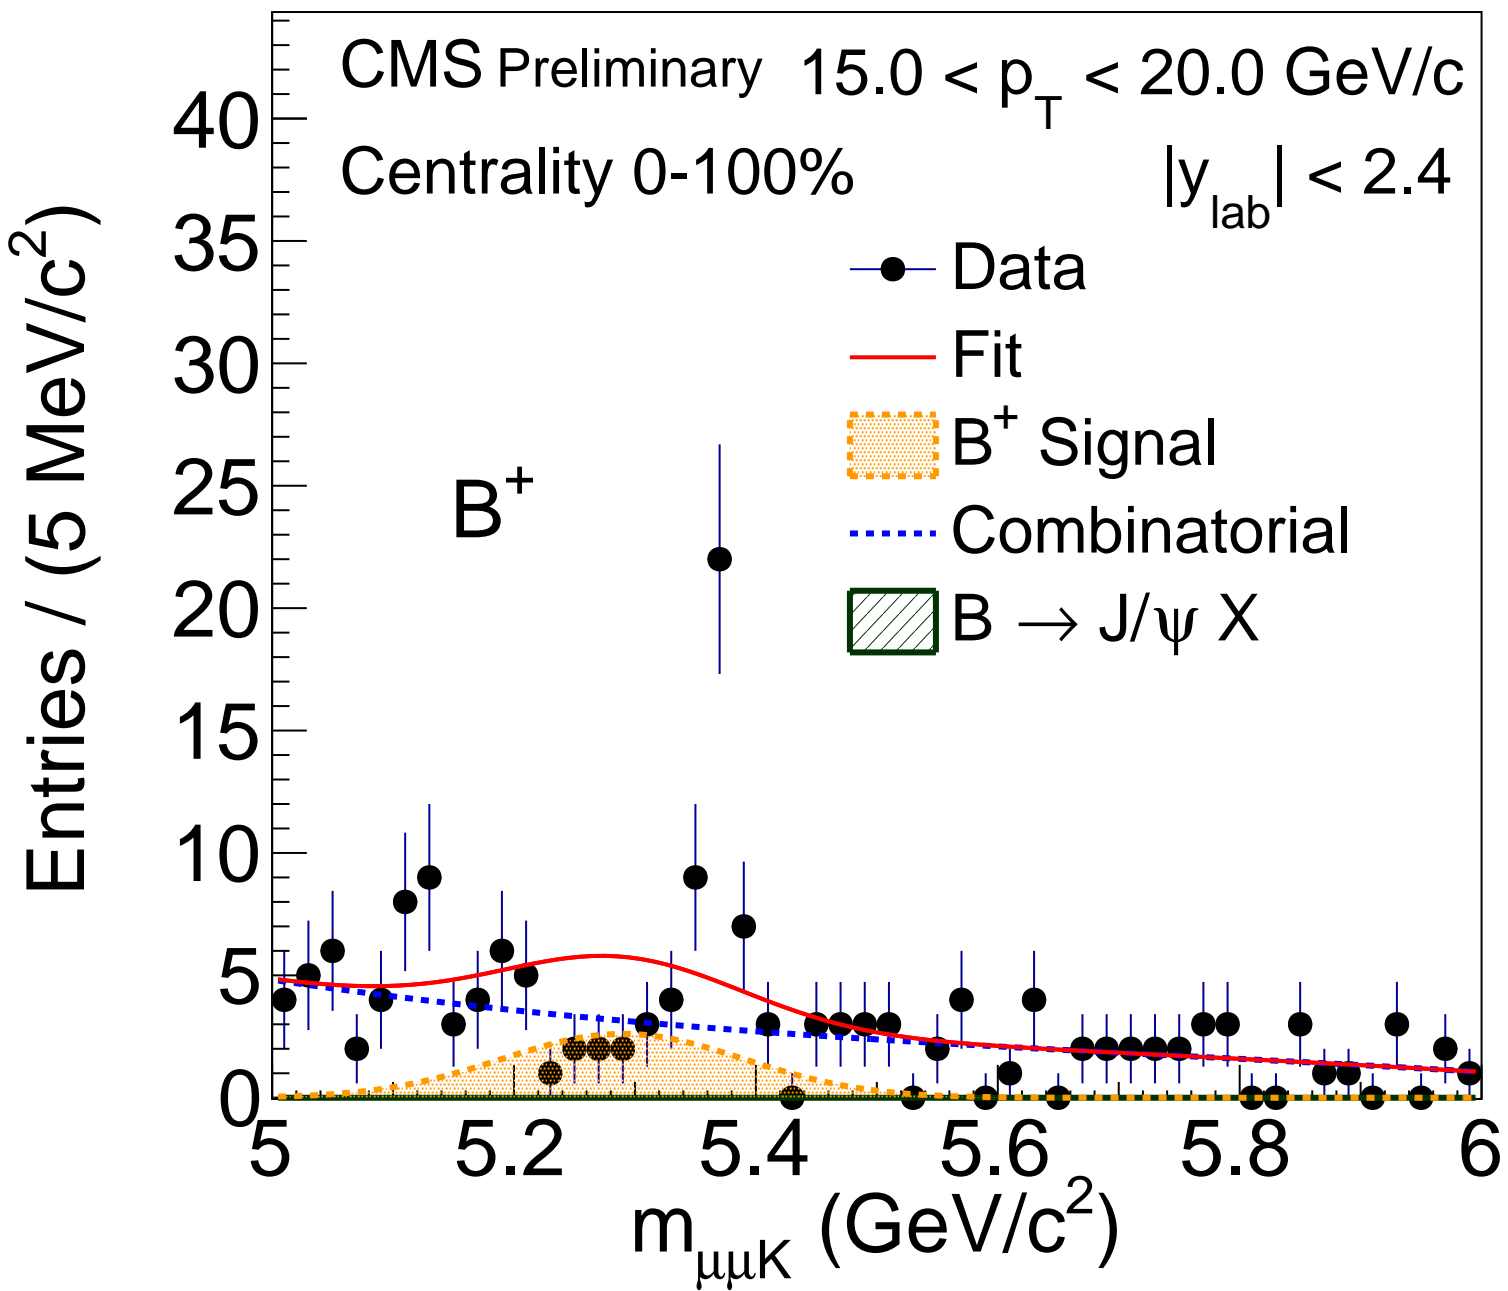 CMS Preliminary 15.0 < p_T < 20.0 GeV/c
Centrality 0-100% |y_lab| < 2.4
Data
Fit
B⁺ Signal
Combinatorial
B → J/ψ X
B⁺
Entries / (5 MeV/c²)
40
35
30
25
20
15
10
5
0
5 5.2 5.4 5.6 5.8 6
m_μμK (GeV/c²)